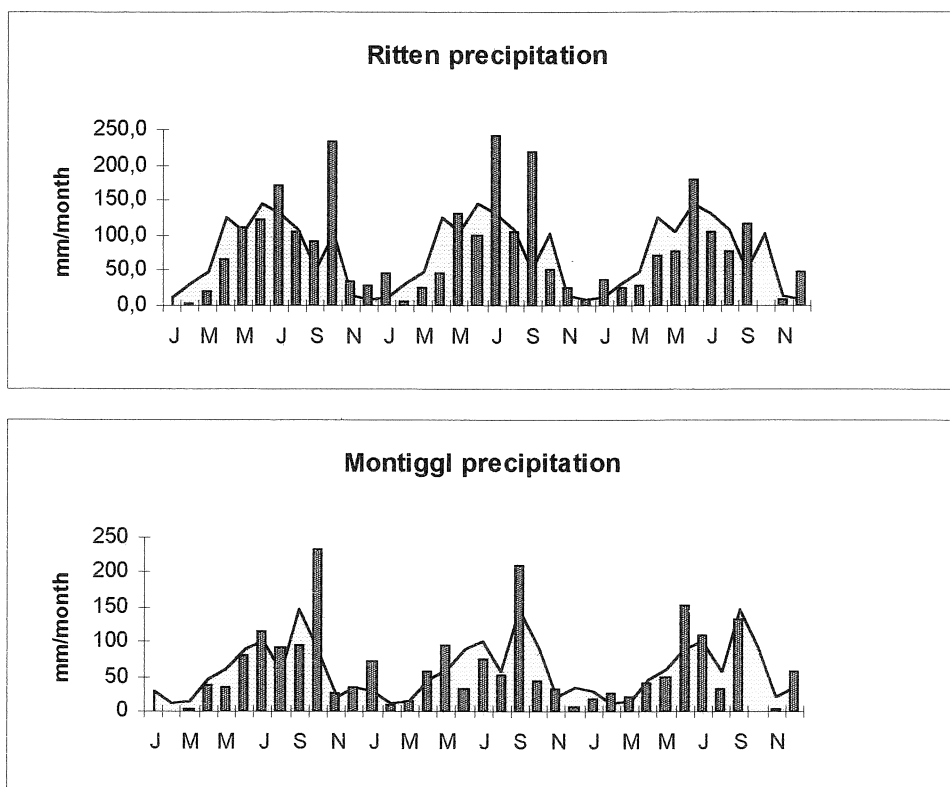 Ritten precipitation
mm/month
250,0
200,0
150,0
100,0
50,0
0,0
J M M J S N J M M J S N J M M J S N
Montiggl precipitation
mm/month
250
200
150
100
50
0
J M M J S N J M M J S N J M M J S N